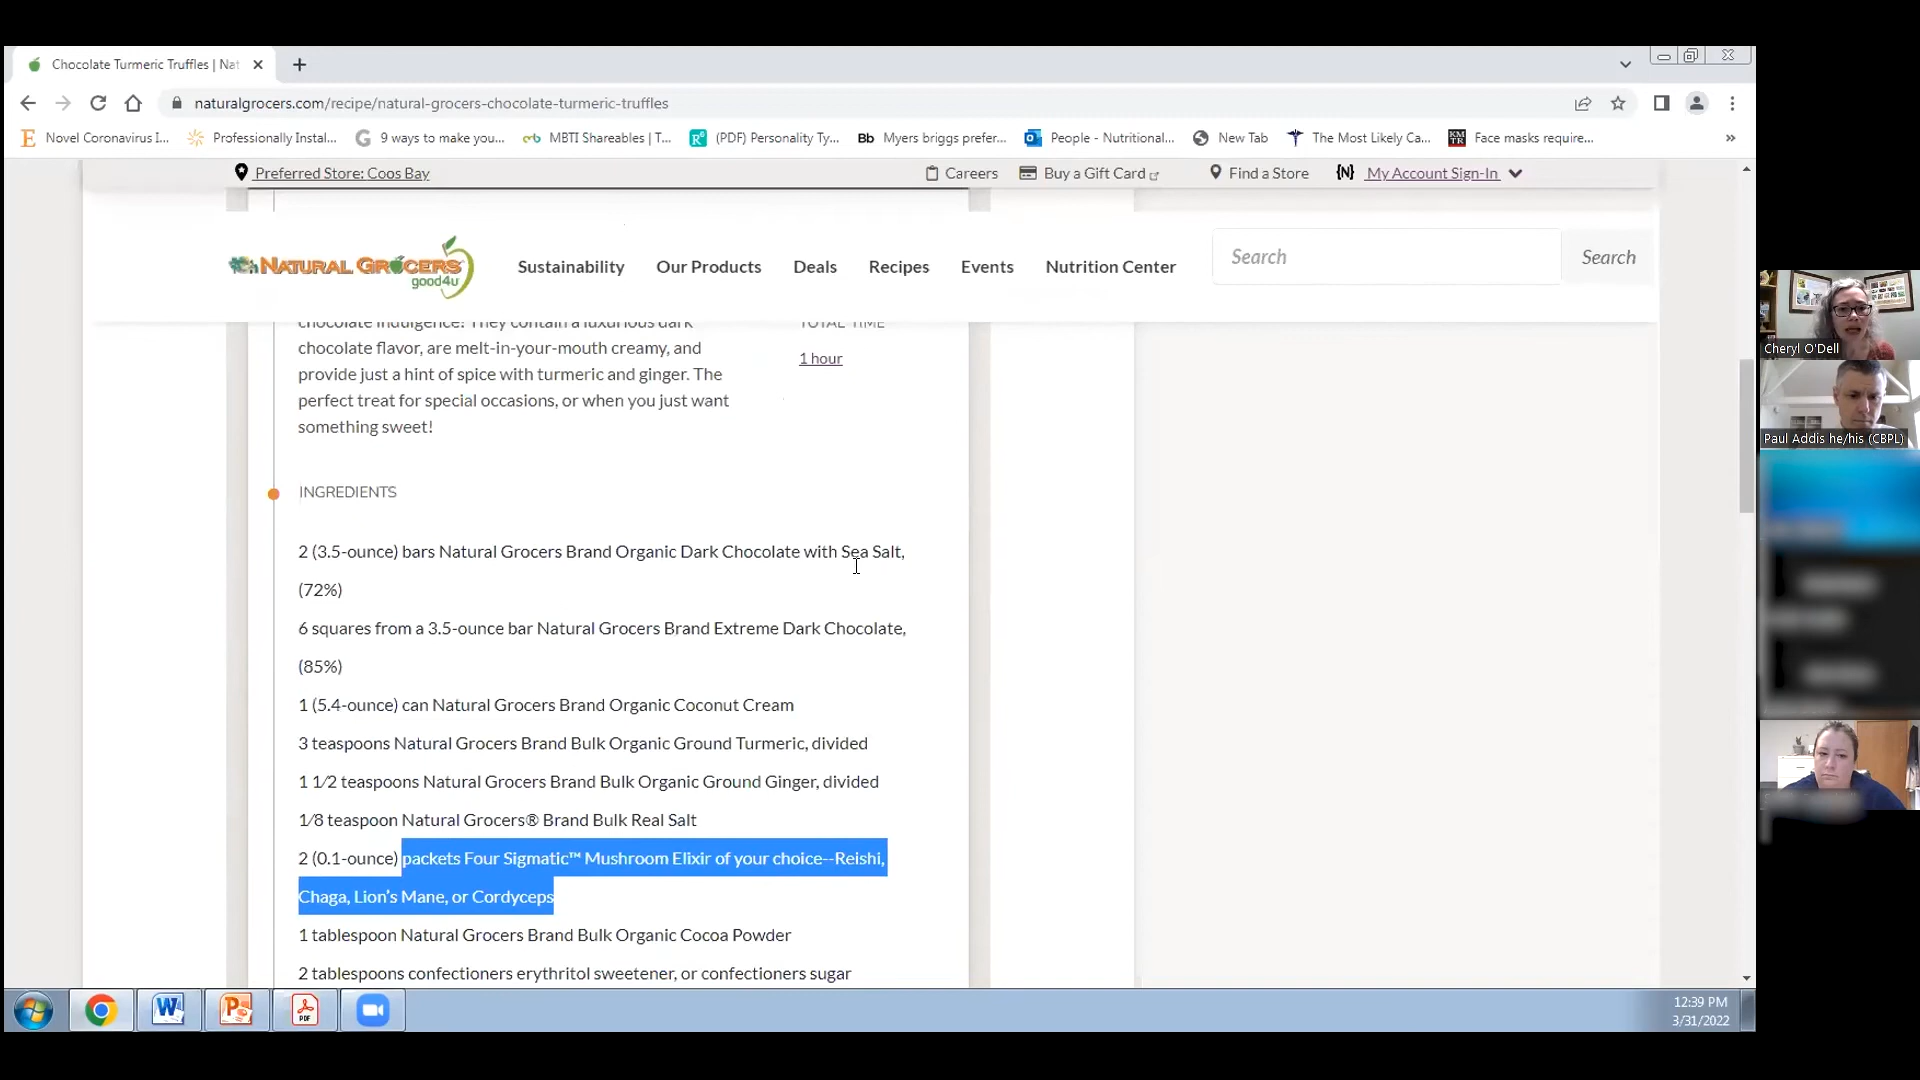 Chocolate Turmeric Truffles | Nat
naturalgrocers.com/recipe/natural-grocers-chocolate-turmeric-truffles
Novel Coronavirus I...
Professionally Instal...
9 ways to make you...
MBTI Shareables | T...
(PDF) Personality Ty...
Bb Myers briggs prefer...
People - Nutritional...
New Tab
The Most Likely Ca...
Face masks require...
»
Preferred Store: Coos Bay
Careers
Buy a Gift Card
Find a Store
{N} My Account Sign-In
NATURAL GROCERS
good4u
Sustainability
Our Products
Deals
Recipes
Events
Nutrition Center
Search
Search
chocolate indulgence! They contain a luxurious dark
chocolate flavor, are melt-in-your-mouth creamy, and
provide just a hint of spice with turmeric and ginger. The
perfect treat for special occasions, or when you just want
something sweet!
TOTAL TIME
1 hour
INGREDIENTS
2 (3.5-ounce) bars Natural Grocers Brand Organic Dark Chocolate with Sea Salt,
(72%)
6 squares from a 3.5-ounce bar Natural Grocers Brand Extreme Dark Chocolate,
(85%)
1 (5.4-ounce) can Natural Grocers Brand Organic Coconut Cream
3 teaspoons Natural Grocers Brand Bulk Organic Ground Turmeric, divided
1 1⁄2 teaspoons Natural Grocers Brand Bulk Organic Ground Ginger, divided
1⁄8 teaspoon Natural Grocers® Brand Bulk Real Salt
2 (0.1-ounce) packets Four Sigmatic™ Mushroom Elixir of your choice--Reishi,
Chaga, Lion's Mane, or Cordyceps
1 tablespoon Natural Grocers Brand Bulk Organic Cocoa Powder
2 tablespoons confectioners erythritol sweetener, or confectioners sugar
Cheryl O'Dell
Paul Addis he/his (CBPL)
12:39 PM
3/31/2022